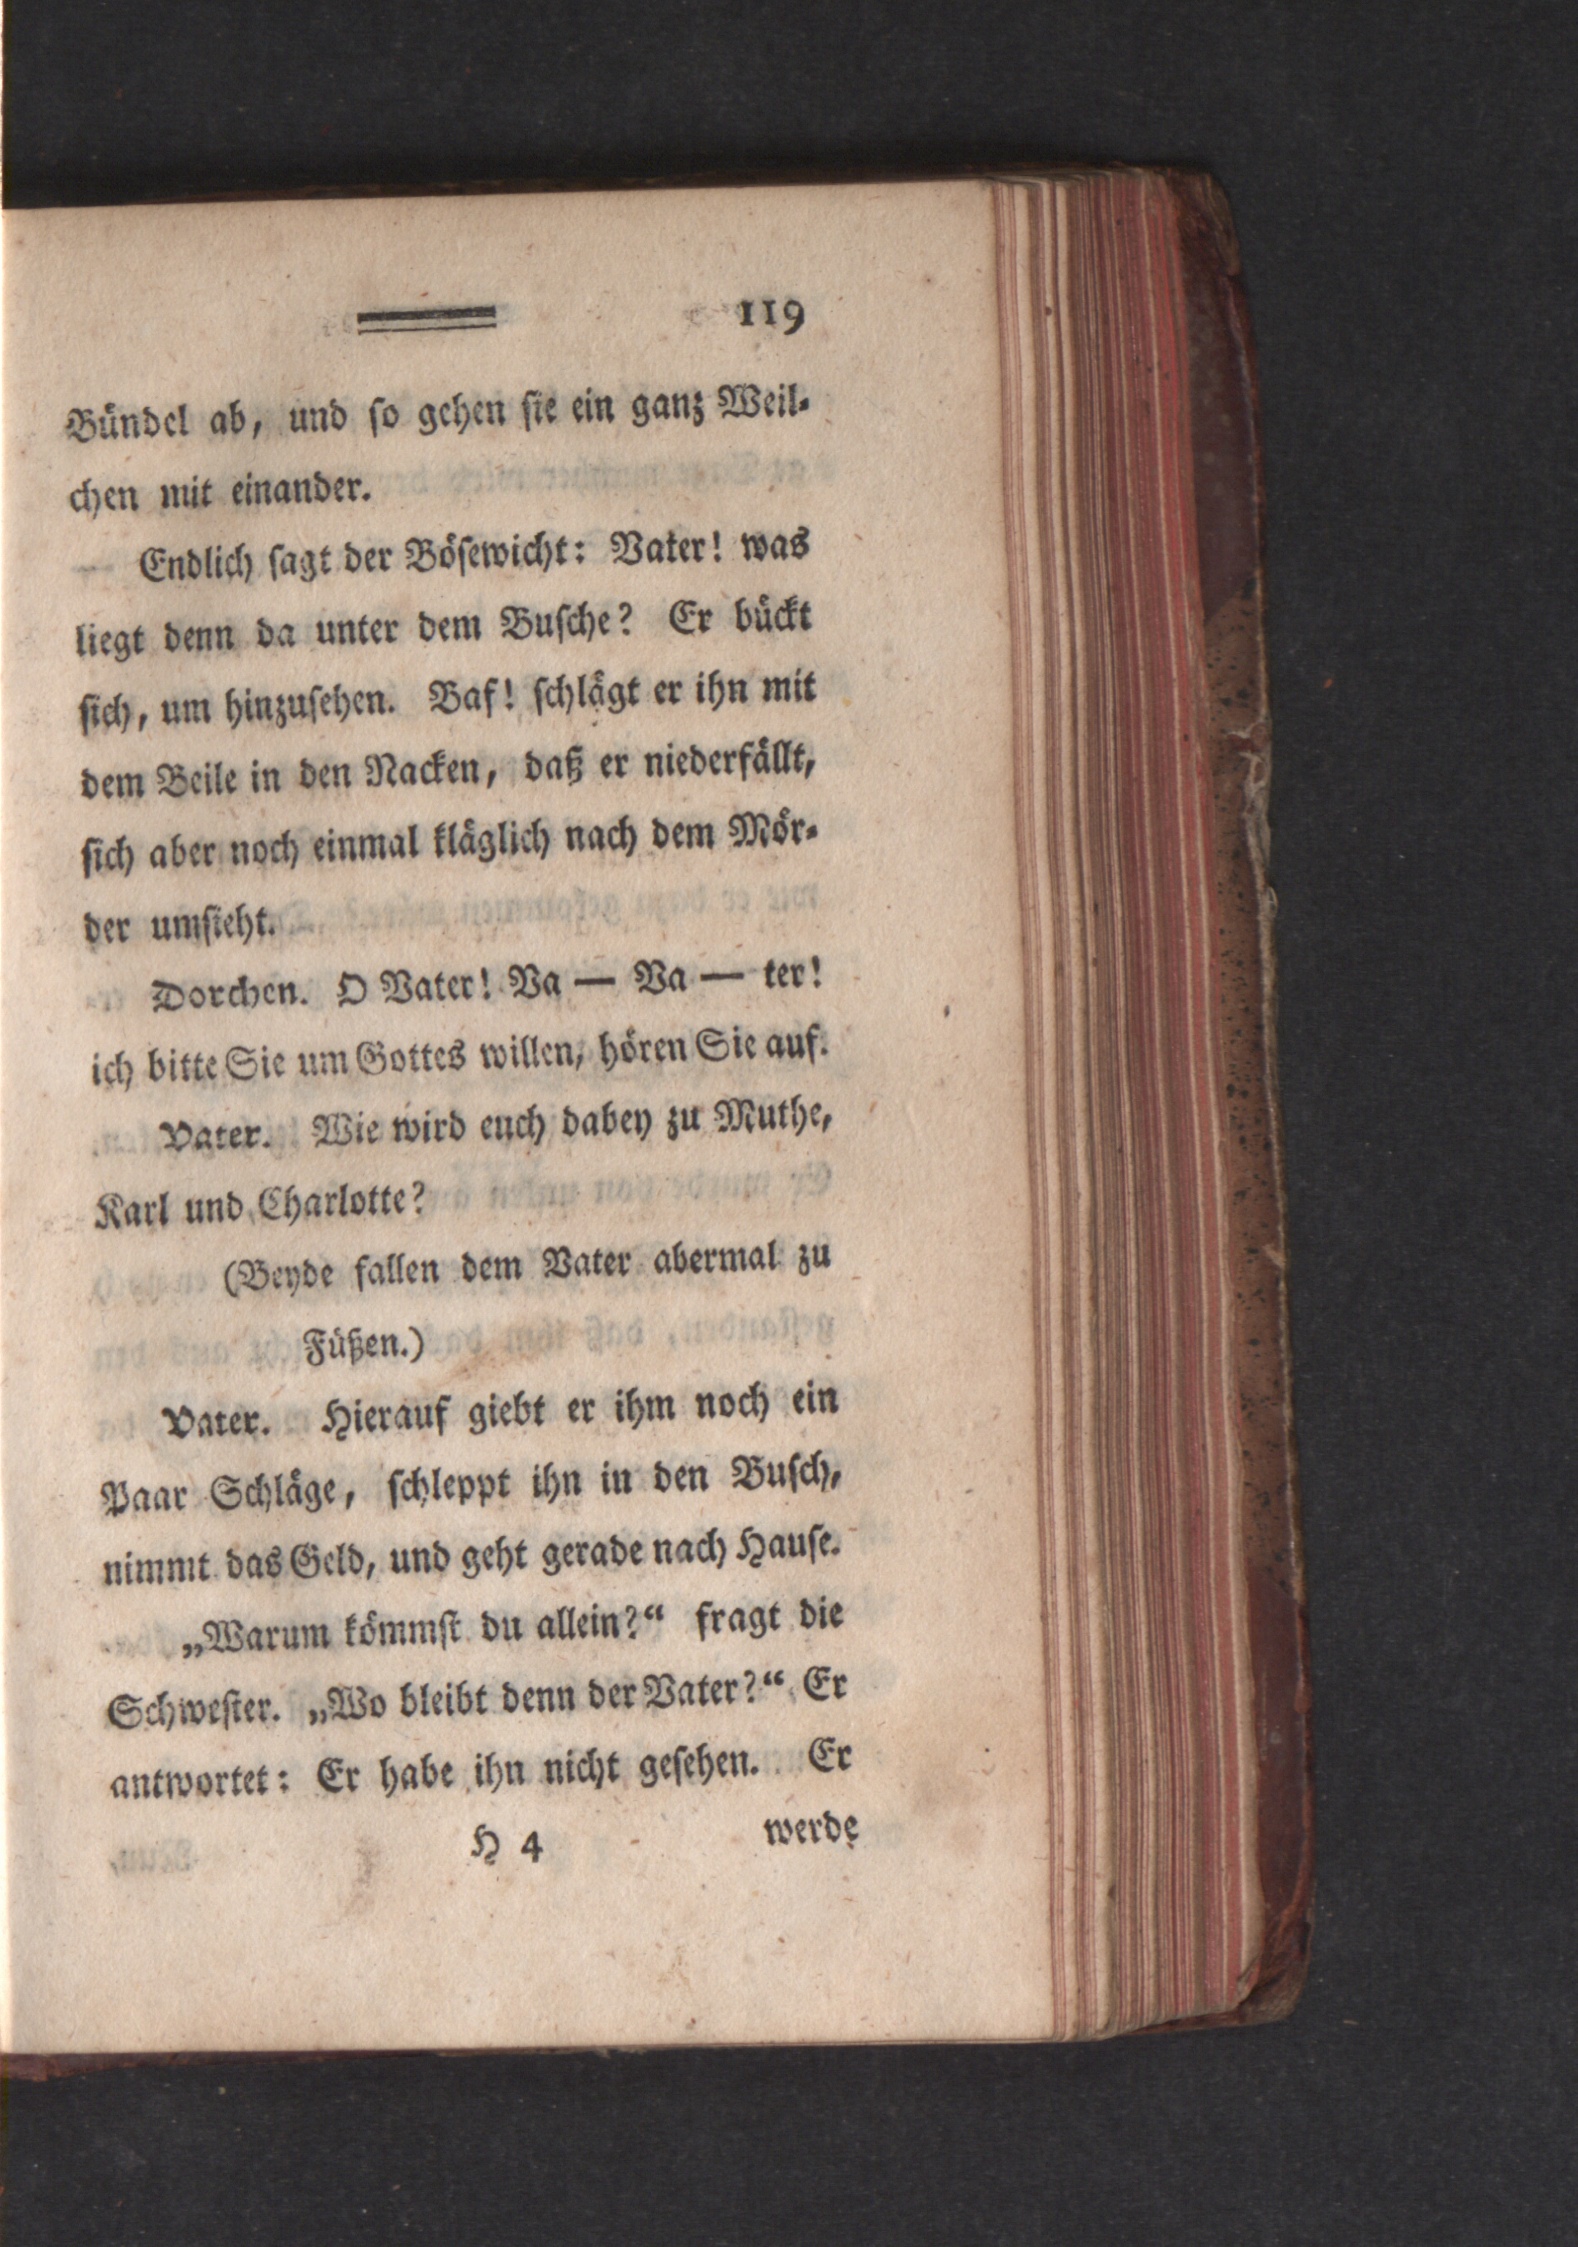 119
Bündel ab, und ſo gehen ſie ein ganz Weil-
chen mit einander.
Endlich ſagt der Böſewicht: Vater! was
liegt denn da unter dem Buſche? Er bückt
ſich, um hinzuſehen. Baf! ſchlägt er ihn mit
dem Beile in den Nacken, daß er niederfällt,
ſich aber noch einmal kläglich nach dem Mör-
der umſieht.
Dorchen. O Vater! Va — Va — ter!
ich bitte Sie um Gottes willen, hören Sie auf.
Vater. Wie wird euch dabey zu Muthe,
Karl und Charlotte?
(Beyde fallen dem Vater abermal zu
Füßen.)
Vater. Hierauf giebt er ihm noch ein
Paar Schläge, ſchleppt ihn in den Buſch,
nimmt das Geld, und geht gerade nach Hauſe.
„Warum kömmſt du allein?“ fragt die
Schweſter. „Wo bleibt denn der Vater?“ Er
antwortet: Er habe ihn nicht geſehen. Er
H 4 werde